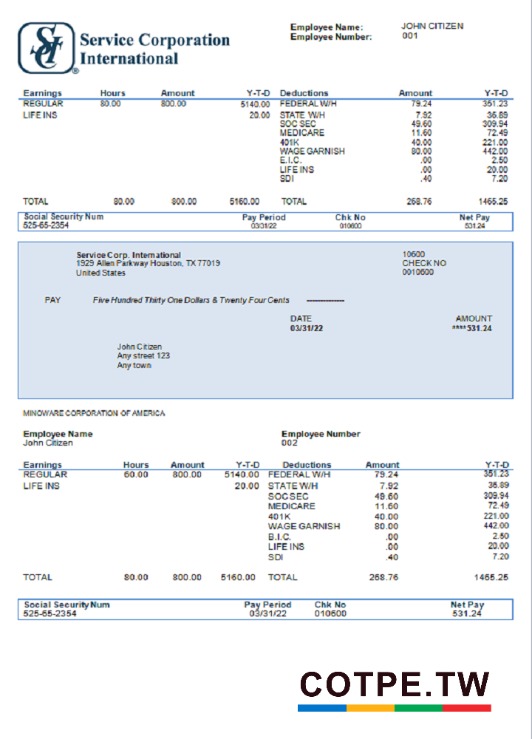 Employee Name: JOHN CITIZEN
Employee Number: 001
SCI
Service Corporation
International ®
Earnings Hours Amount Y-T-D Deductions Amount Y-T-D
REGULAR 80.00 800.00 5140.00 FEDERAL W/H 79.24 351.23
LIFE INS 20.00 STATE W/H 7.92 36.89
SOC SEC 49.60 309.94
MEDICARE 11.60 72.49
401K 40.00 221.00
WAGE GARNISH 80.00 442.00
E.I.C. .00 2.50
LIFE INS .00 20.00
SDI .40 7.20
TOTAL 80.00 800.00 5160.00 TOTAL 268.76 1465.25
Social Security Num Pay Period Chk No Net Pay
525-65-2354 03/31/22 010600 531.24
Service Corp. International 10600
1929 Allen Parkway Houston, TX 77019 CHECK NO
United States 0010600
PAY Five Hundred Thirty One Dollars & Twenty Four Cents --------------
DATE AMOUNT
03/31/22 ****531.24
John Citizen
Any street 123
Any town
MINOWARE CORPORATION OF AMERICA
Employee Name Employee Number
John Citizen 002
Earnings Hours Amount Y-T-D Deductions Amount Y-T-D
REGULAR 60.00 800.00 5140.00 FEDERAL W/H 79.24 351.23
LIFE INS 20.00 STATE W/H 7.92 36.89
SOC SEC 49.60 309.94
MEDICARE 11.60 72.49
401K 40.00 221.00
WAGE GARNISH 80.00 442.00
B.I.C. .00 2.50
LIFE INS .00 20.00
SDI .40 7.20
TOTAL 80.00 800.00 5160.00 TOTAL 268.76 1465.25
Social Security Num Pay Period Chk No Net Pay
525-65-2354 03/31/22 010600 531.24
COTPE.TW